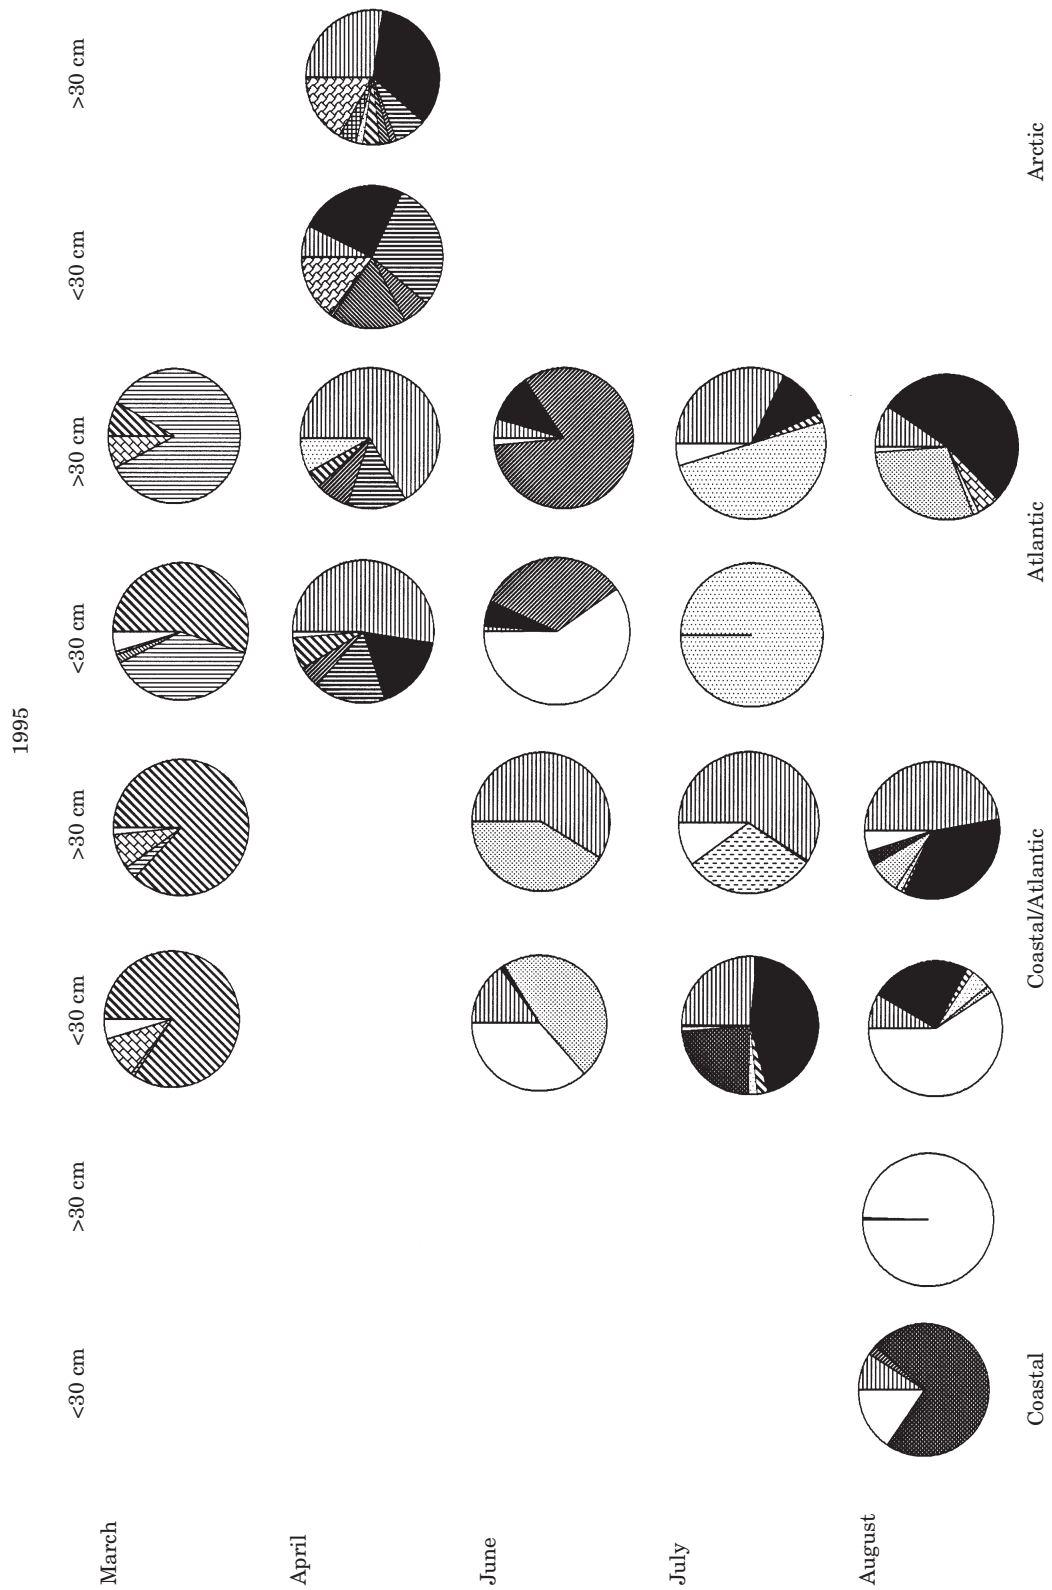 1995
<30 cm >30 cm <30 cm >30 cm <30 cm >30 cm <30 cm >30 cm
March
April
June
July
August
Coastal Coastal/Atlantic Atlantic Arctic